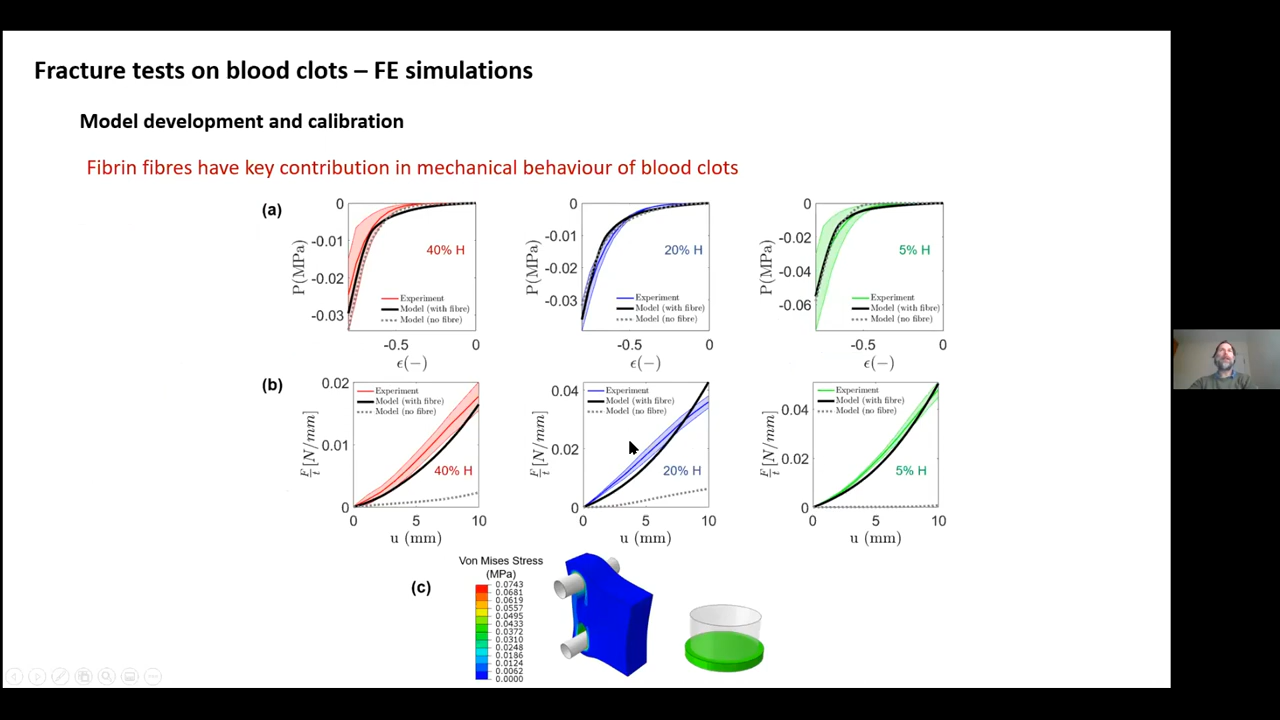 Fracture tests on blood clots – FE simulations
Model development and calibration
Fibrin fibres have key contribution in mechanical behaviour of blood clots
(a)
0
-0.01
-0.02
-0.03
P(MPa)
40% H
Experiment
Model (with fibre)
Model (no fibre)
-0.5
0
ϵ(−)
0
-0.01
-0.02
-0.03
P(MPa)
20% H
Experiment
Model (with fibre)
Model (no fibre)
-0.5
0
ϵ(−)
0
-0.02
-0.04
-0.06
P(MPa)
5% H
Experiment
Model (with fibre)
Model (no fibre)
-0.5
0
ϵ(−)
(b)
0.02
0.01
0
F/t [N/mm]
Experiment
Model (with fibre)
Model (no fibre)
40% H
0
5
10
u (mm)
0.04
0.02
0
F/t [N/mm]
Experiment
Model (with fibre)
Model (no fibre)
20% H
0
5
10
u (mm)
0.04
0.02
0
F/t [N/mm]
Experiment
Model (with fibre)
Model (no fibre)
5% H
0
5
10
u (mm)
(c)
Von Mises Stress
(MPa)
0.0743
0.0681
0.0619
0.0557
0.0495
0.0433
0.0372
0.0310
0.0248
0.0186
0.0124
0.0062
0.0000